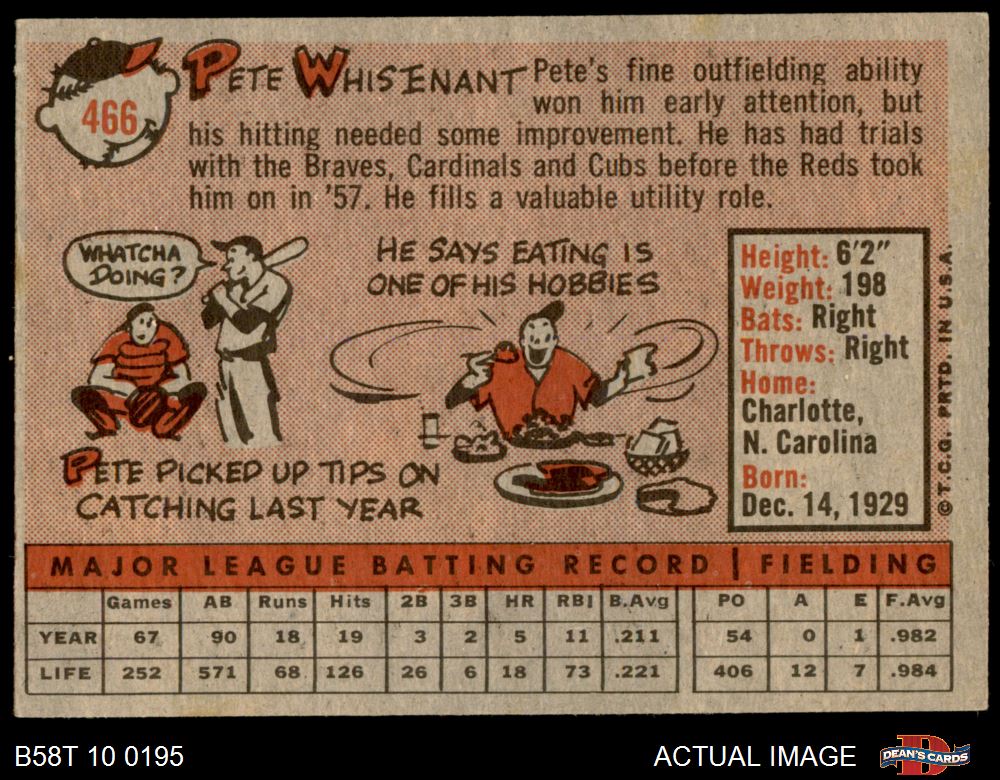 466
PETE WHISENANT Pete's fine outfielding ability
won him early attention, but
his hitting needed some improvement. He has had trials
with the Braves, Cardinals and Cubs before the Reds took
him on in '57. He fills a valuable utility role.
WHATCHA
DOING?
PETE PICKED UP TIPS ON
CATCHING LAST YEAR
HE SAYS EATING IS
ONE OF HIS HOBBIES
Height: 6'2"
Weight: 198
Bats: Right
Throws: Right
Home:
Charlotte,
N. Carolina
Born:
Dec. 14, 1929
© T.C.G. PRTD. IN U.S.A.
MAJOR LEAGUE BATTING RECORD | FIELDING
Games AB Runs Hits 2B 3B HR RBI B.Avg PO A E F.Avg
YEAR 67 90 18 19 3 2 5 11 .211 54 0 1 .982
LIFE 252 571 68 126 26 6 18 73 .221 406 12 7 .984
B58T 10 0195
ACTUAL IMAGE
DEAN'S CARDS